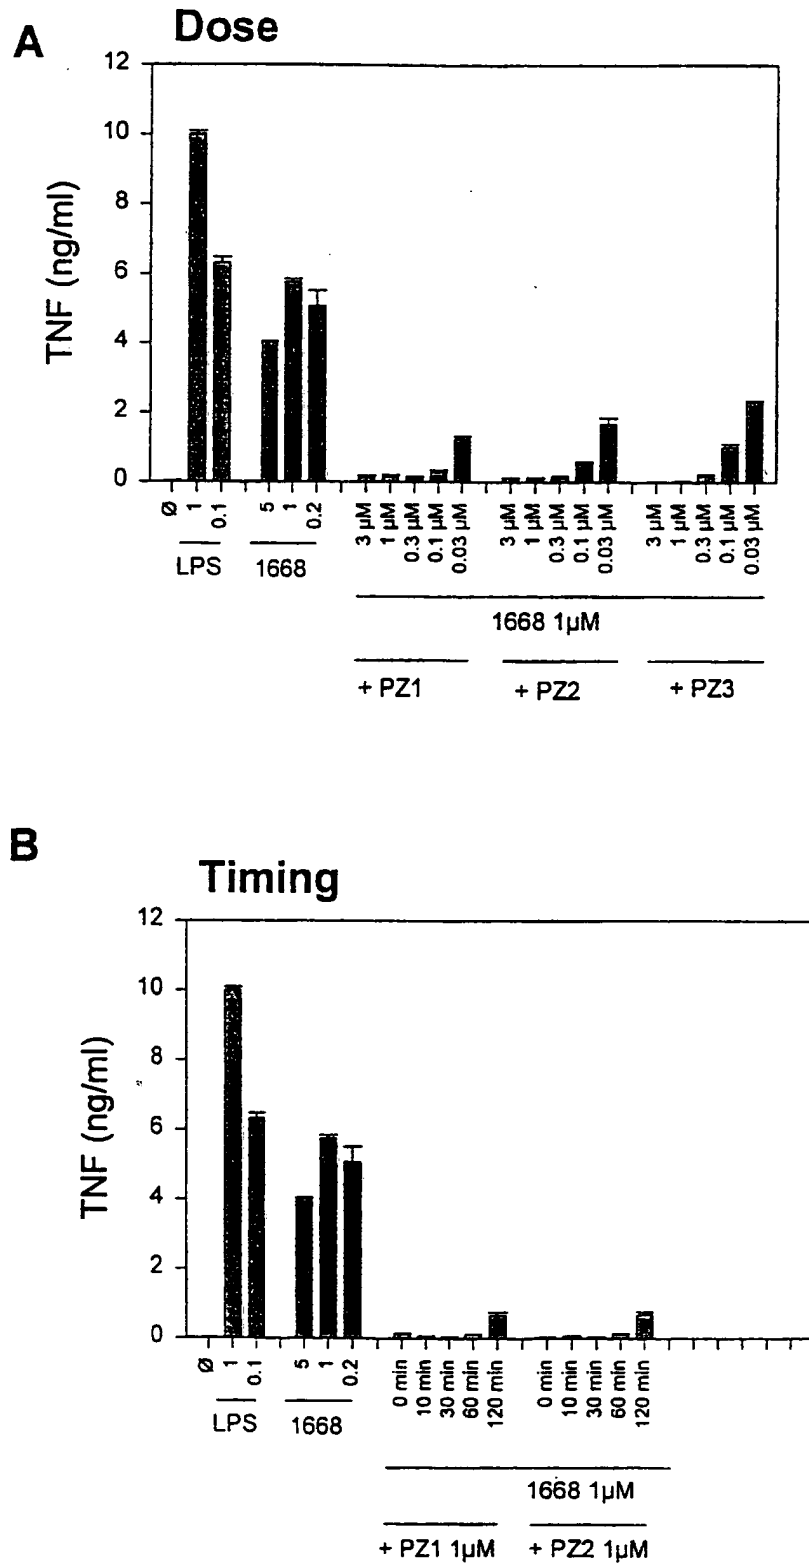 A
Dose
12
10
8
6
4
2
0
TNF (ng/ml)
Ø
1
0.1
5
1
0.2
3 µM
1 µM
0.3 µM
0.1 µM
0.03 µM
3 µM
1 µM
0.3 µM
0.1 µM
0.03 µM
3 µM
1 µM
0.3 µM
0.1 µM
0.03 µM
LPS
1668
1668 1µM
+ PZ1
+ PZ2
+ PZ3
B
Timing
12
10
8
6
4
2
0
TNF (ng/ml)
Ø
1
0.1
5
1
0.2
0 min
10 min
30 min
60 min
120 min
0 min
10 min
30 min
60 min
120 min
LPS
1668
1668 1µM
+ PZ1 1µM
+ PZ2 1µM